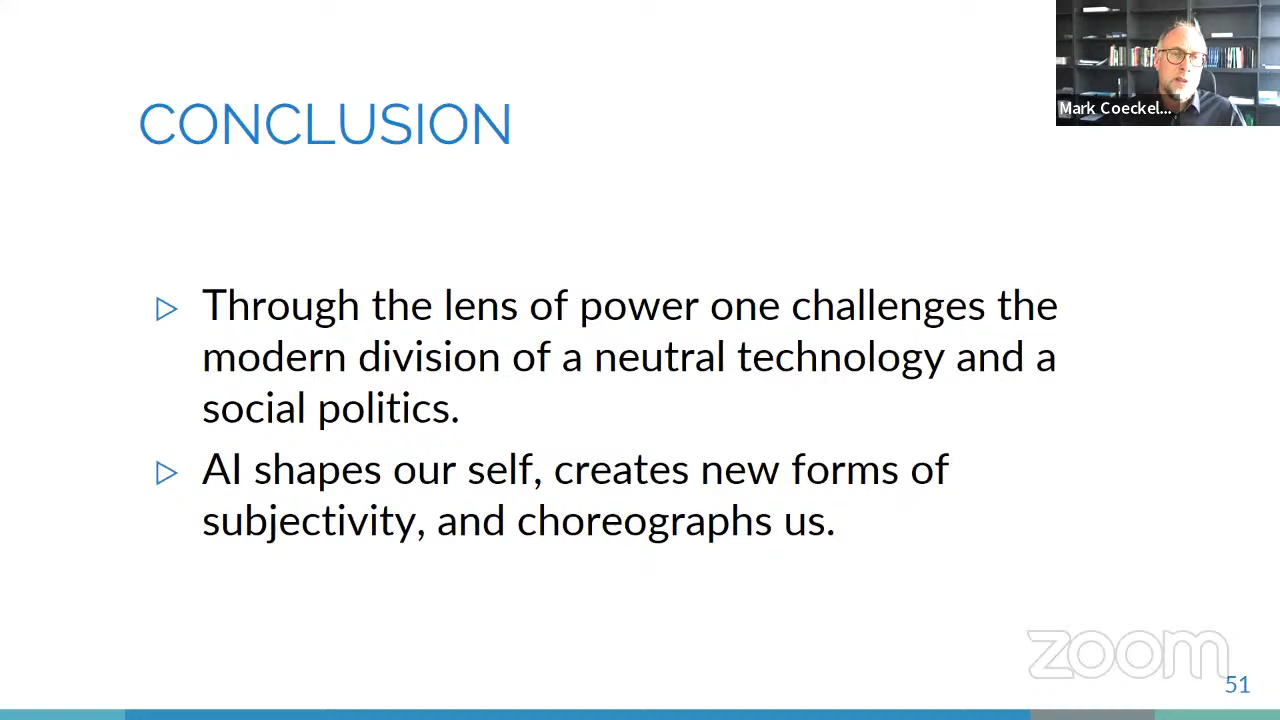 Mark Coeckel...
CONCLUSION
Through the lens of power one challenges the
modern division of a neutral technology and a
social politics.
AI shapes our self, creates new forms of
subjectivity, and choreographs us.
zoom
51